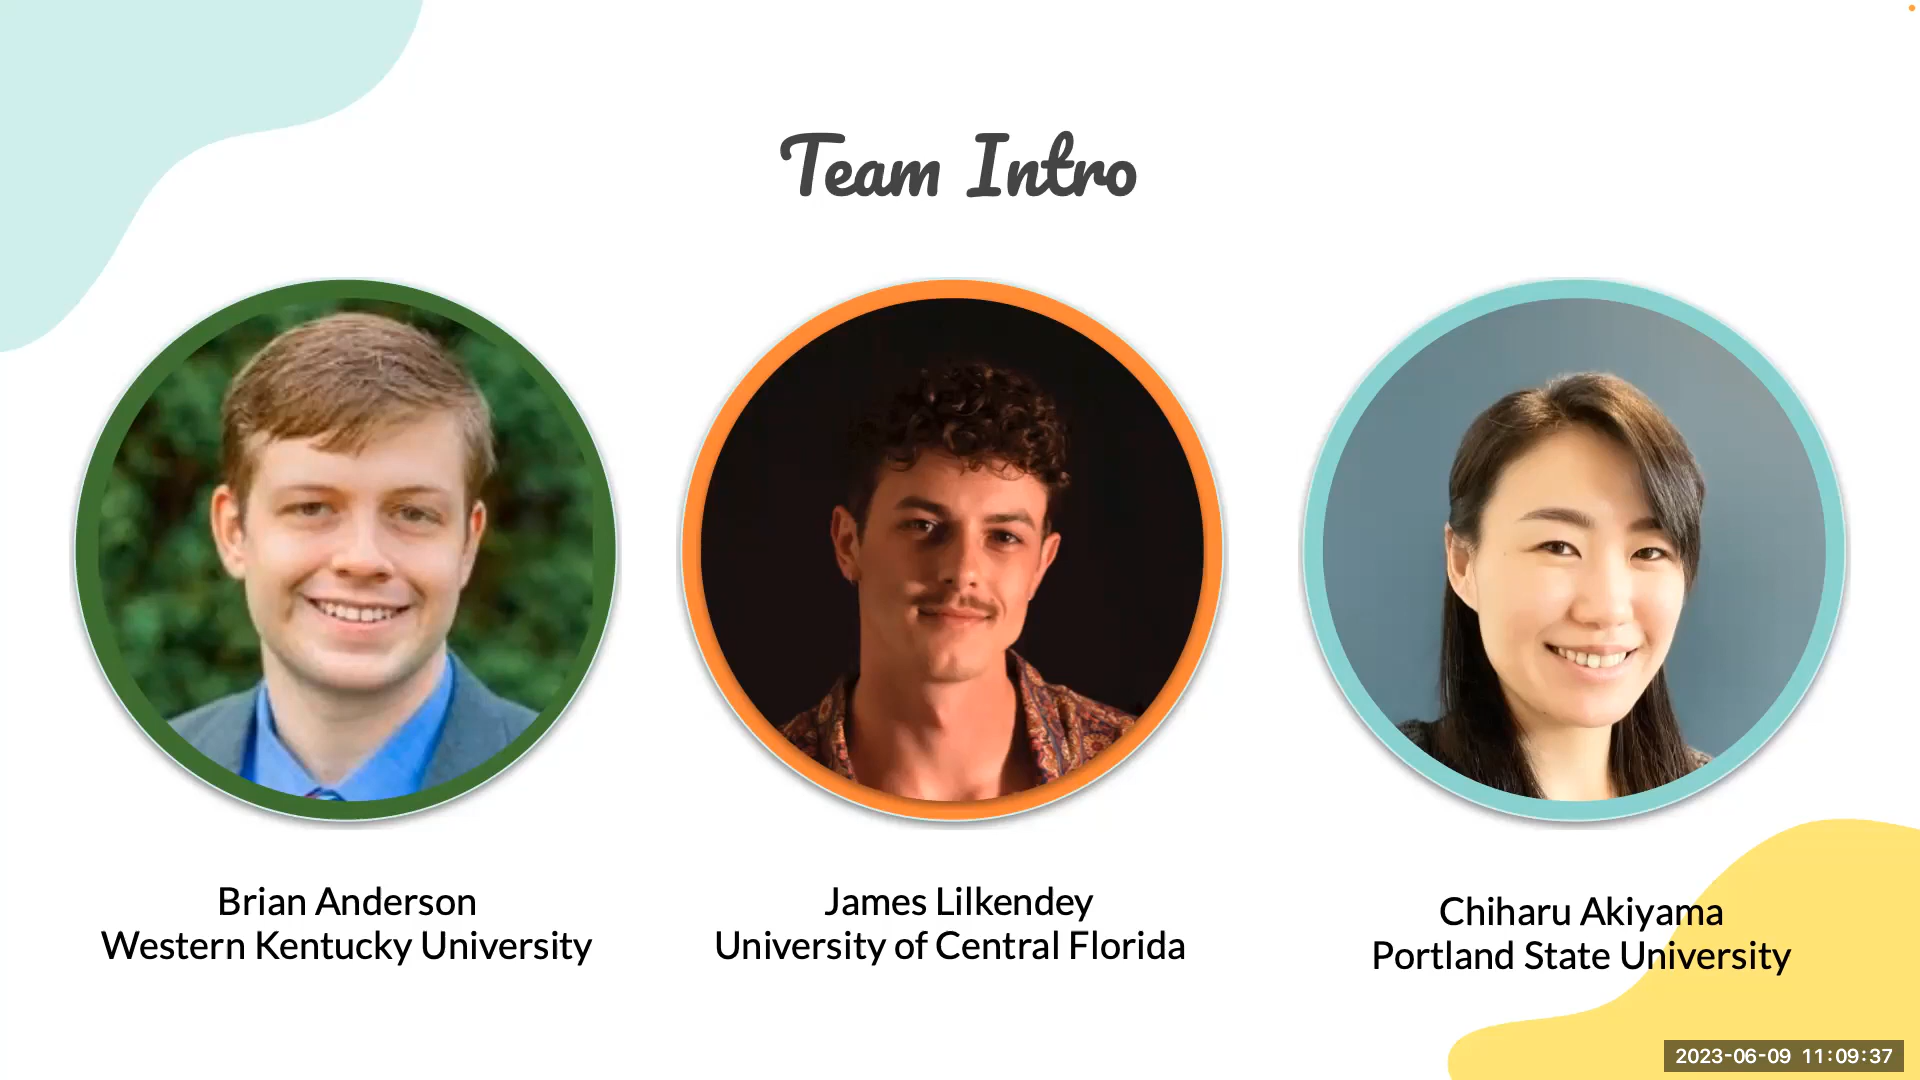 Team Intro
Brian Anderson
Western Kentucky University
James Lilkendey
University of Central Florida
Chiharu Akiyama
Portland State University
2023-06-09 11:09:37